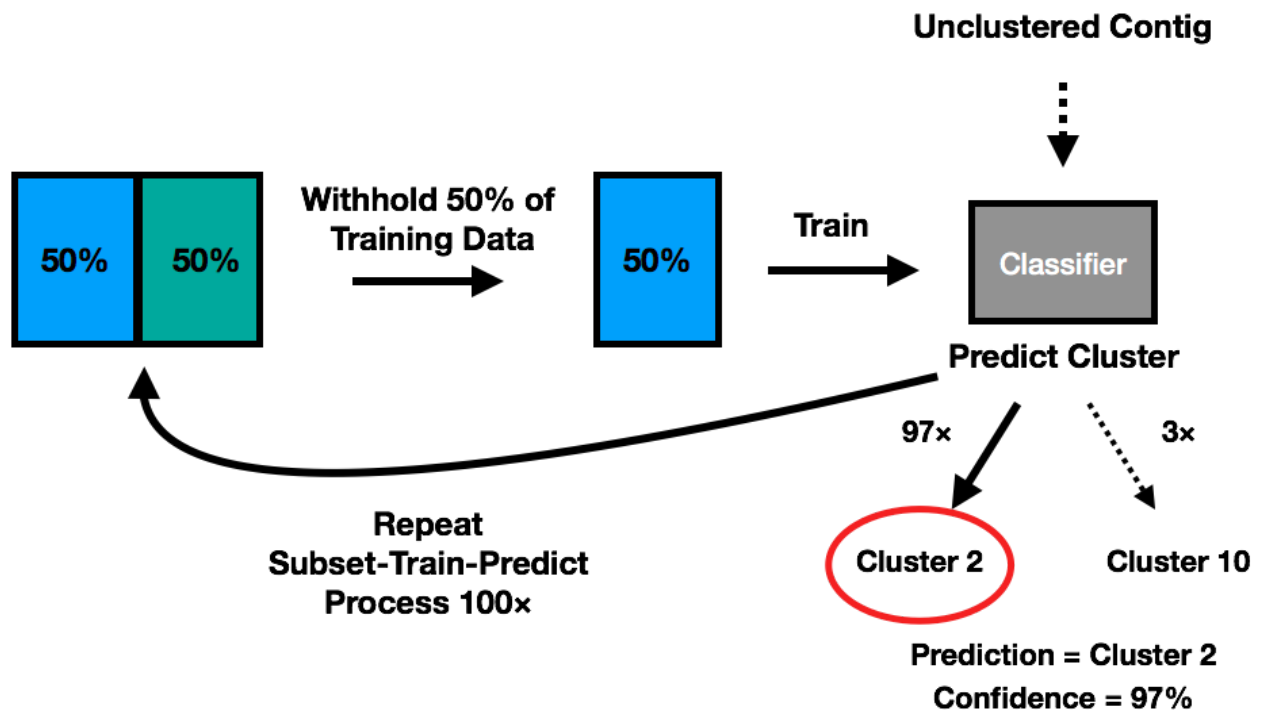 Unclustered Contig
50%
50%
Withhold 50% of
Training Data
50%
Train
Classifier
Predict Cluster
97×
3×
Repeat
Subset-Train-Predict
Process 100×
Cluster 2
Cluster 10
Prediction = Cluster 2
Confidence = 97%